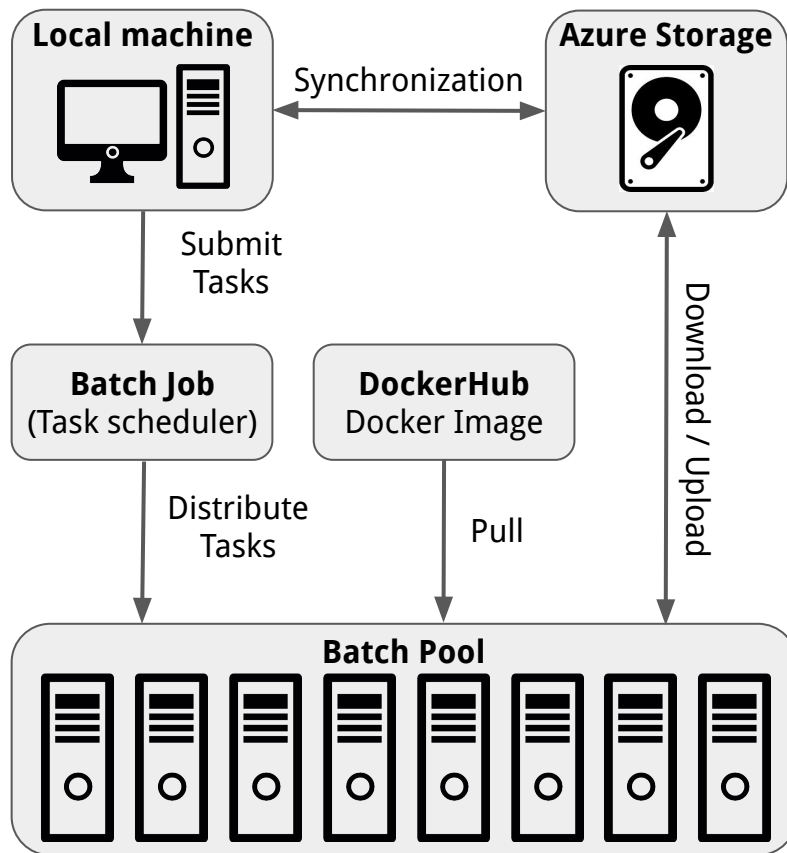 Local machine
Azure Storage
Synchronization
Submit
Tasks
Download / Upload
Batch Job
(Task scheduler)
DockerHub
Docker Image
Distribute
Tasks
Pull
Batch Pool